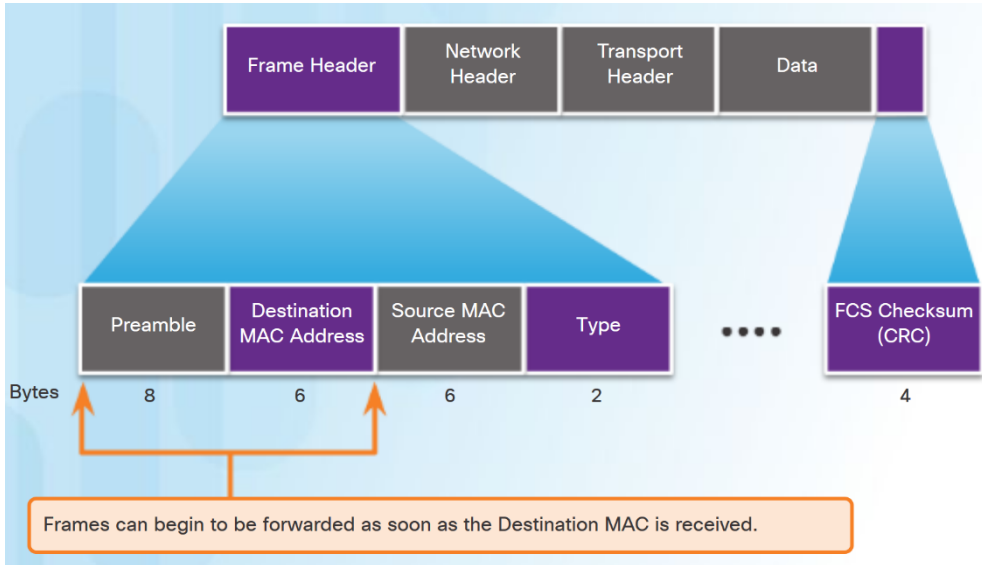 Frame Header
Network
Header
Transport
Header
Data
Preamble
Destination
MAC Address
Source MAC
Address
Type
FCS Checksum
(CRC)
Bytes
8
6
6
2
4
Frames can begin to be forwarded as soon as the Destination MAC is received.